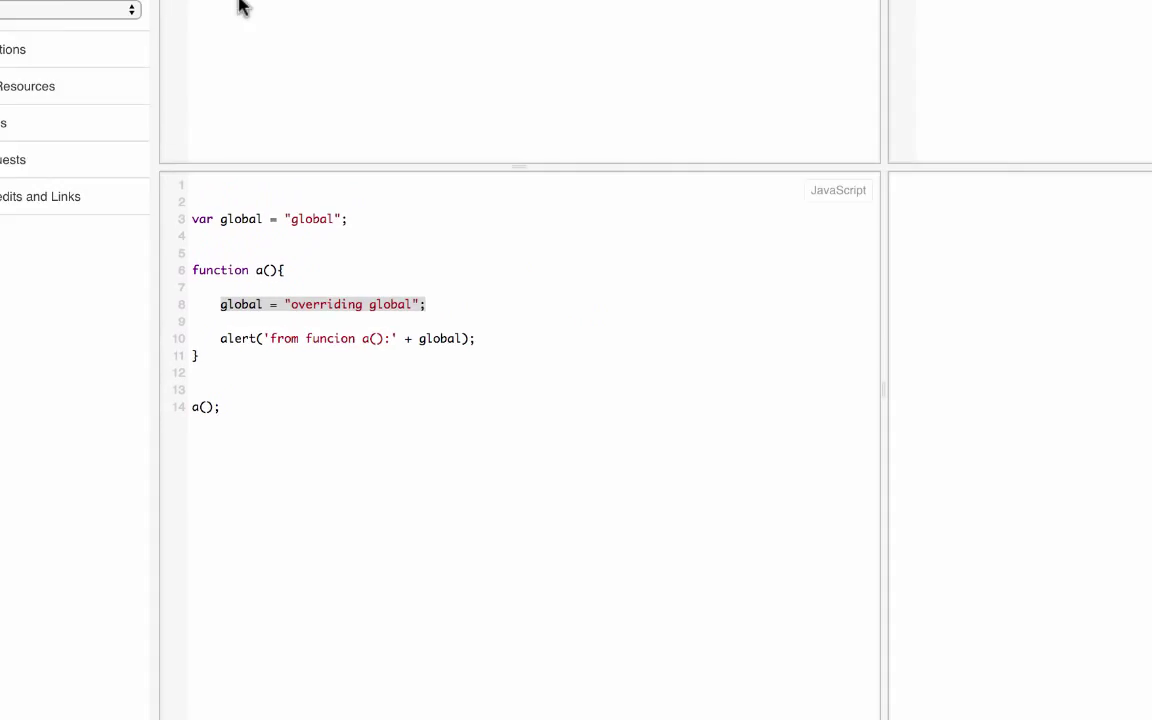 tions
Resources
s
uests
edits and Links
JavaScript
1
2
3 var global = "global";
4
5
6 function a(){
7
8 global = "overriding global";
9
10 alert('from funcion a():' + global);
11 }
12
13
14 a();